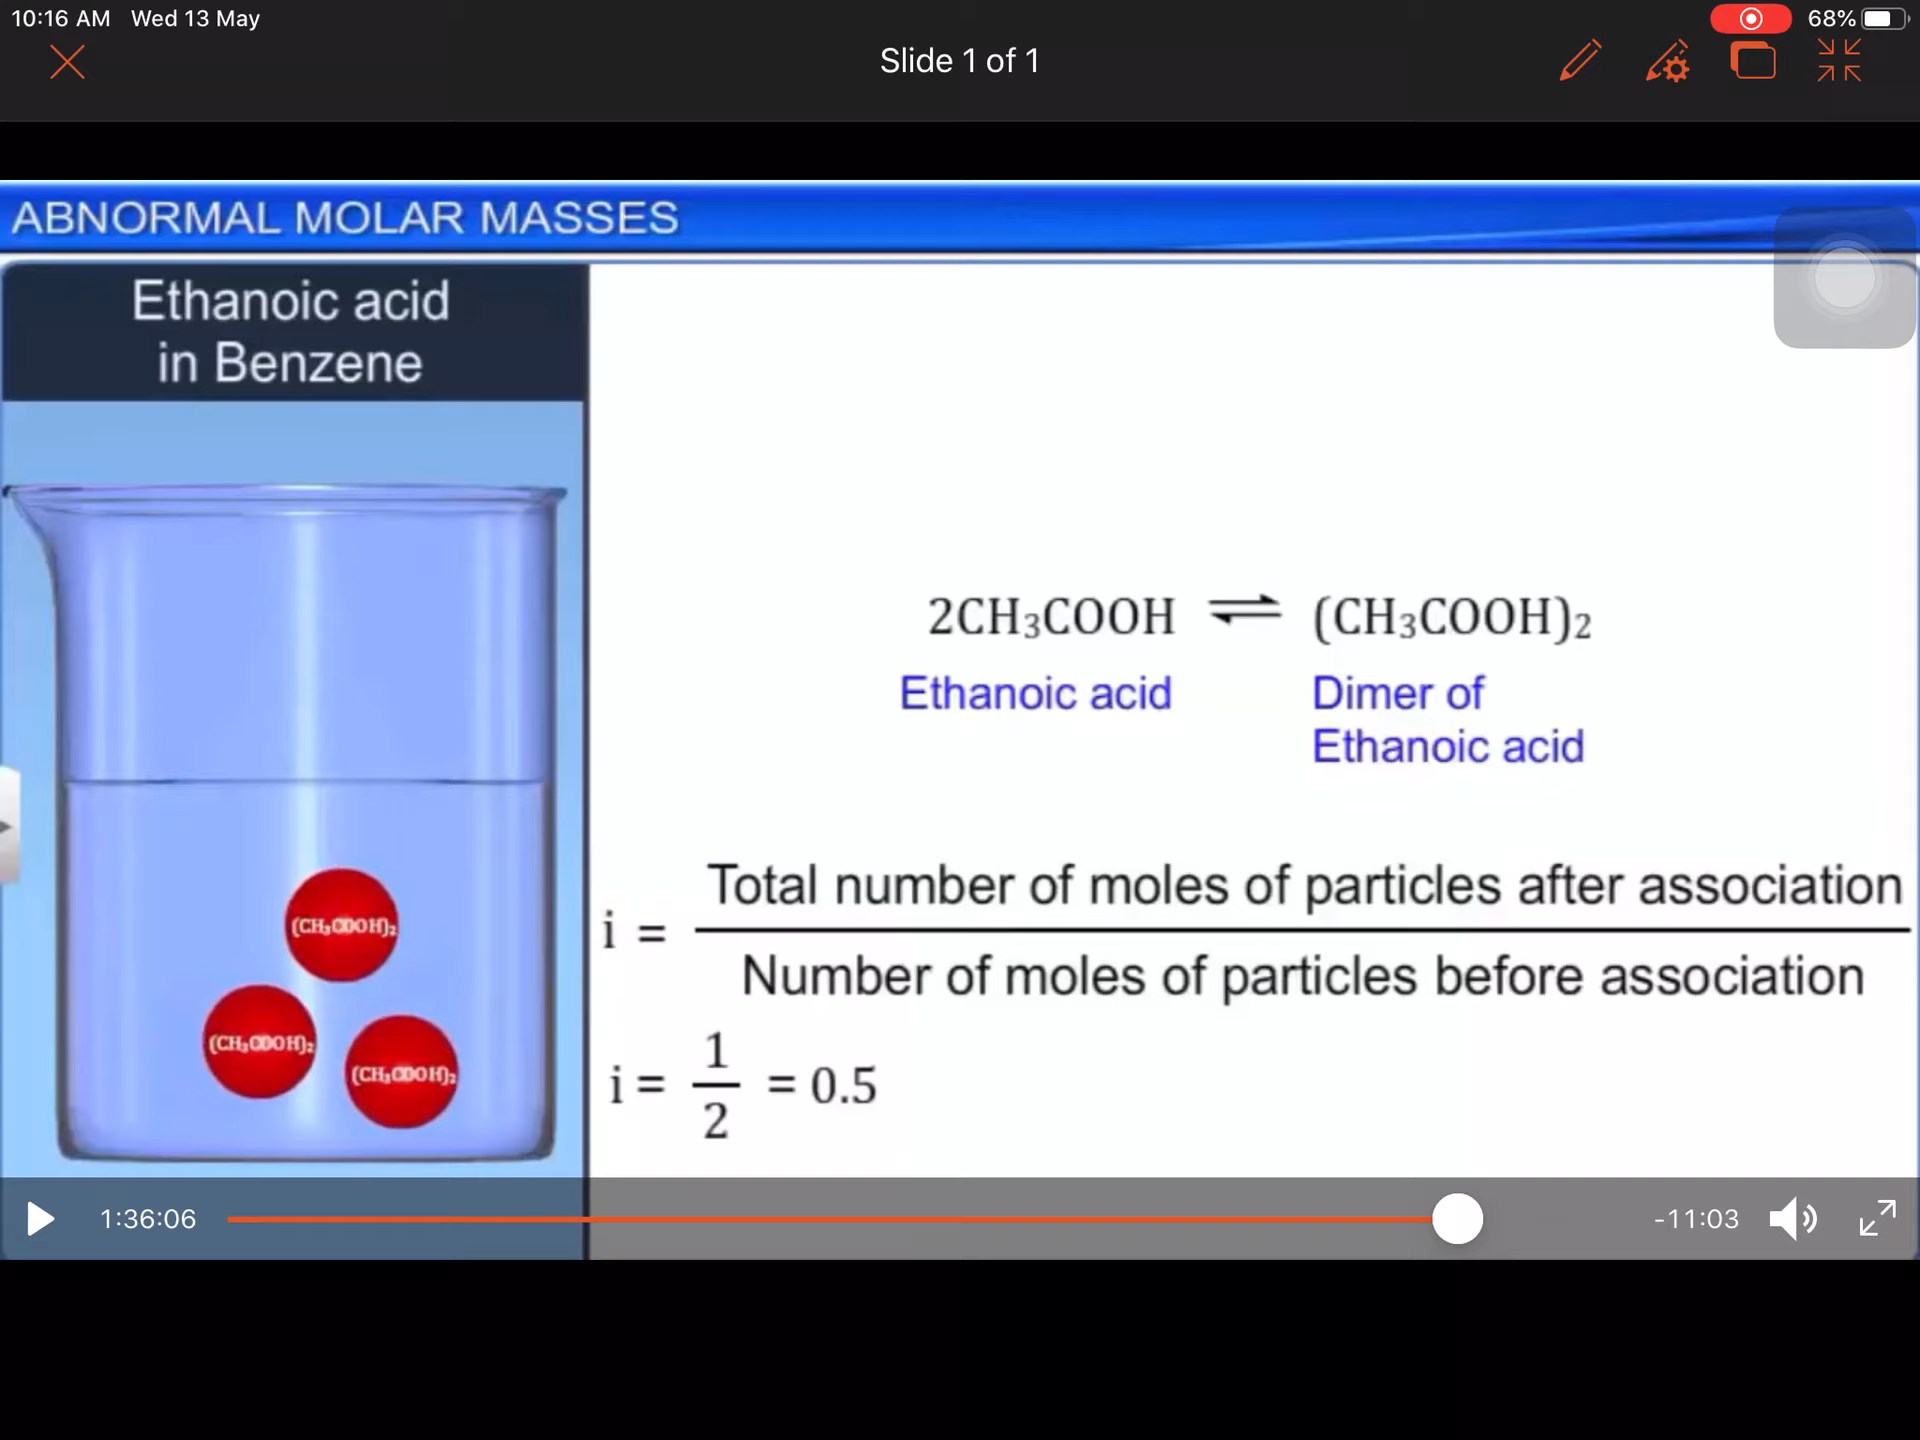 10:16 AM Wed 13 May
68%
Slide 1 of 1
ABNORMAL MOLAR MASSES
Ethanoic acid
in Benzene
2CH₃COOH ⇌ (CH₃COOH)₂
Ethanoic acid
Dimer of
Ethanoic acid
(CH₃COOH)₂
(CH₃COOH)₂
(CH₃COOH)₂
i = Total number of moles of particles after association
Number of moles of particles before association
i = 1/2 = 0.5
1:36:06
-11:03